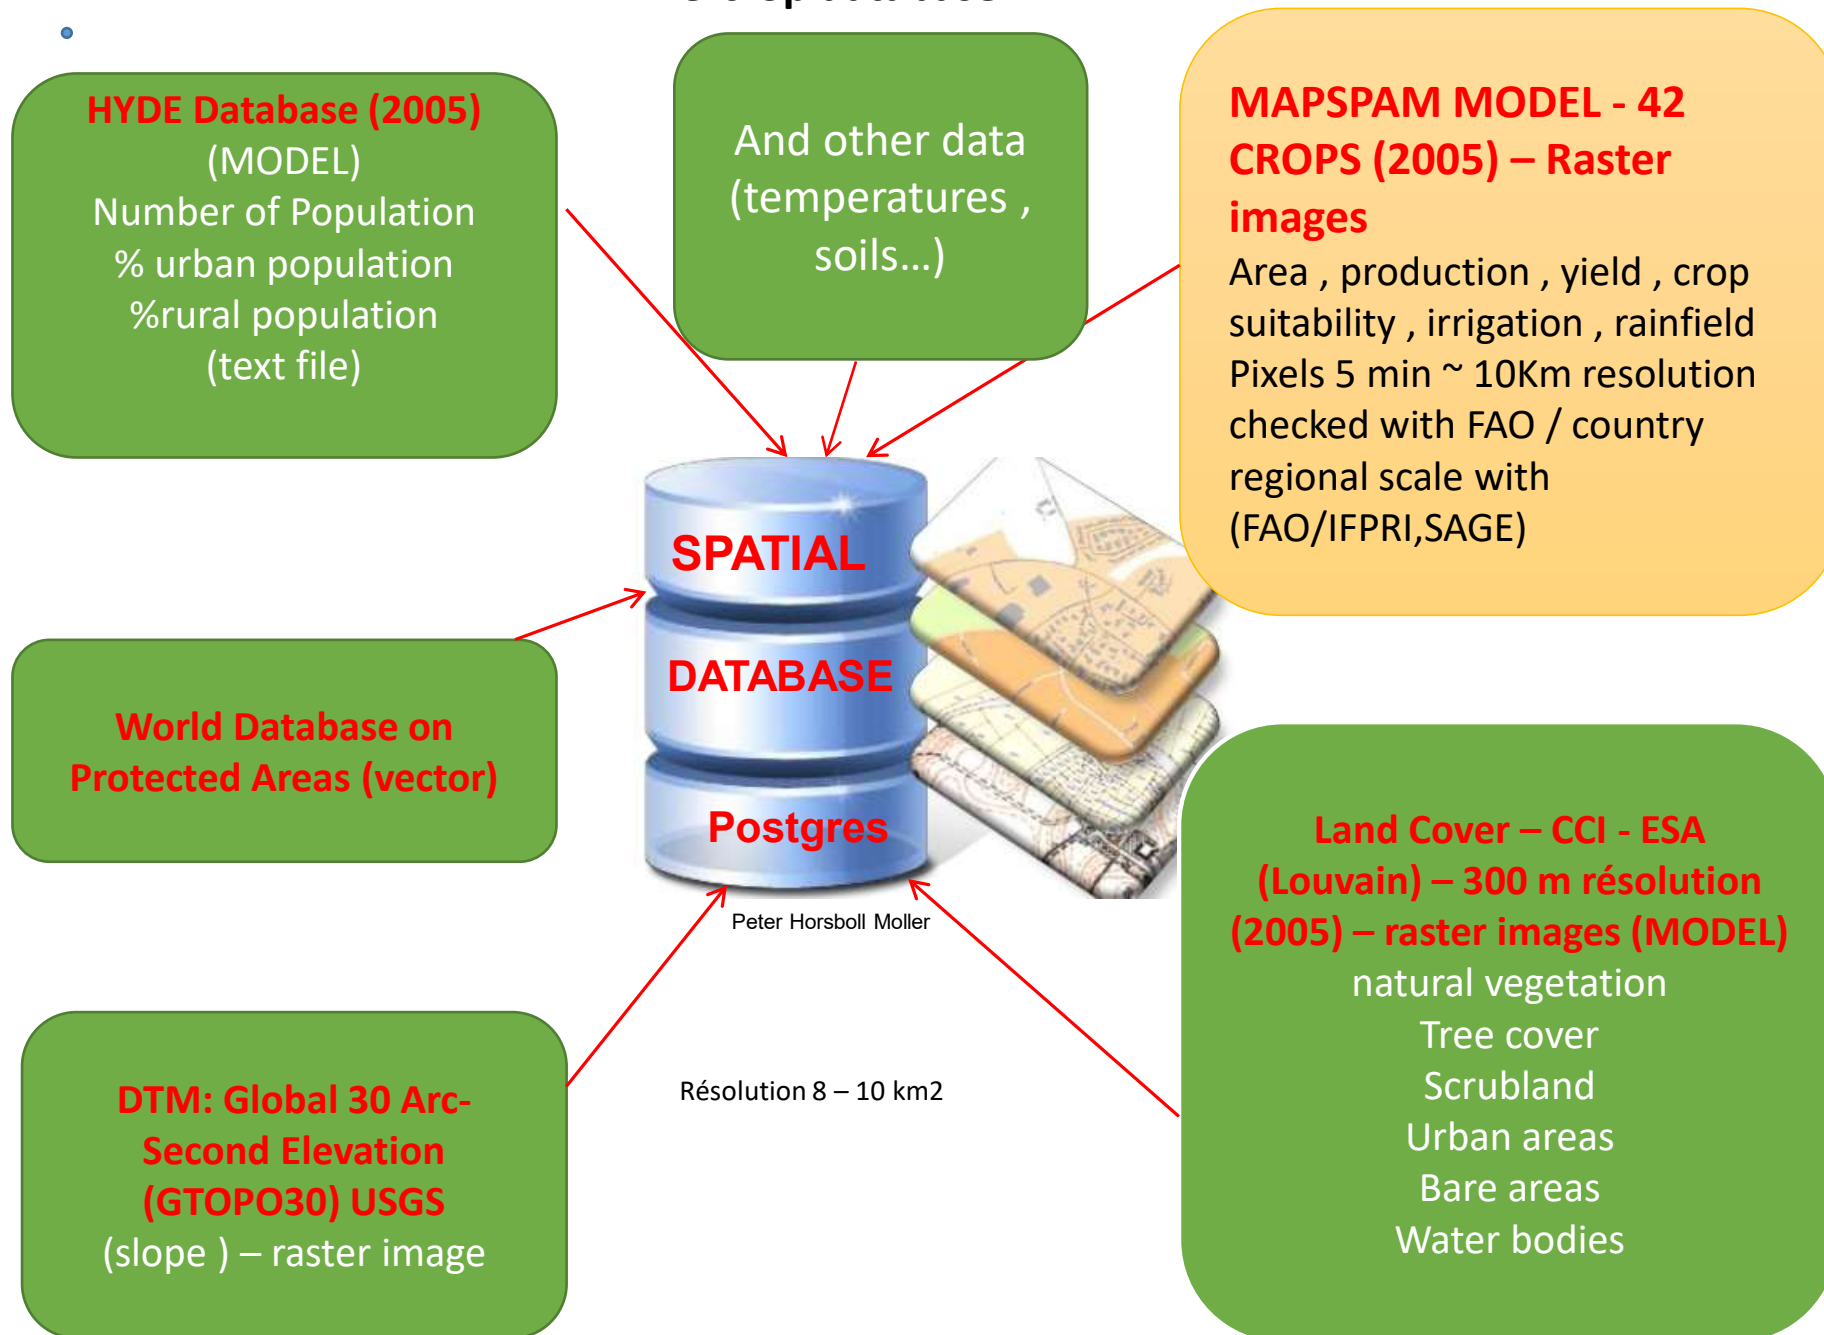 database
HYDE Database (2005)
(MODEL)
Number of Population
% urban population
%rural population
(text file)
And other data
(temperatures ,
soils...)
MAPSPAM MODEL - 42
CROPS (2005) – Raster
images
Area , production , yield , crop
suitability , irrigation , rainfield
Pixels 5 min ~ 10Km resolution
checked with FAO / country
regional scale with
(FAO/IFPRI,SAGE)
SPATIAL
DATABASE
Postgres
Peter Horsboll Moller
World Database on
Protected Areas (vector)
Land Cover – CCI - ESA
(Louvain) – 300 m résolution
(2005) – raster images (MODEL)
natural vegetation
Tree cover
Scrubland
Urban areas
Bare areas
Water bodies
DTM: Global 30 Arc-
Second Elevation
(GTOPO30) USGS
(slope ) – raster image
Résolution 8 – 10 km2